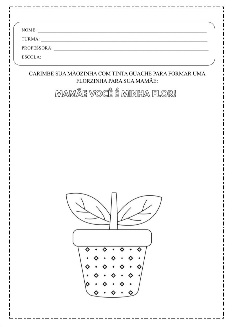 NOME:
TURMA:
PROFESSORA:
ESCOLA:
CARIMBE SUA MÃOZINHA COM TINTA GUACHE PARA FORMAR UMA
FLORZINHA PARA SUA MAMÃE:
MAMÃE VOCÊ É MINHA FLOR!